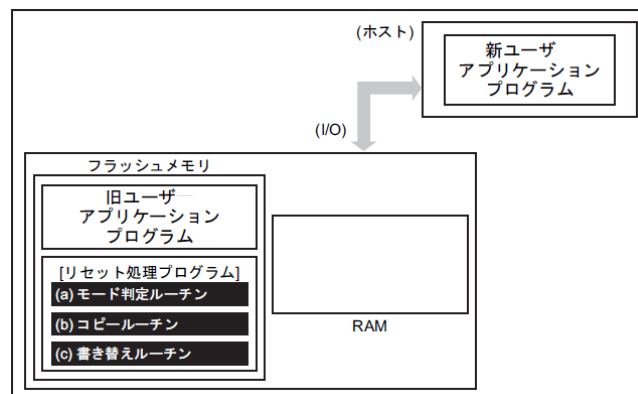 (ホスト)
新ユーザ
アプリケーション
プログラム
(I/O)
フラッシュメモリ
旧ユーザ
アプリケーション
プログラム
[リセット処理プログラム]
(a) モード判定ルーチン
(b) コピールーチン
(c) 書き替えルーチン
RAM